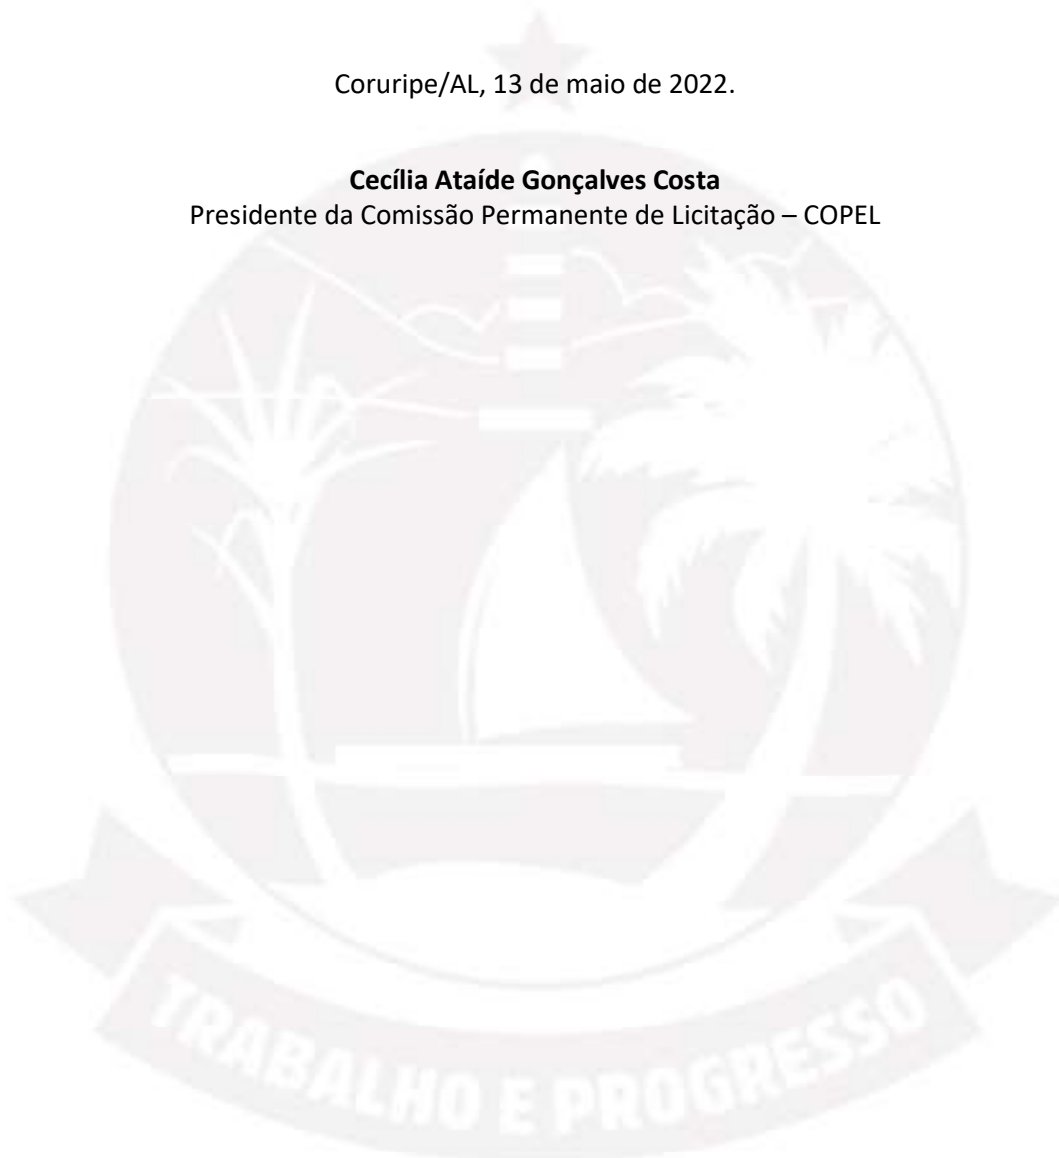 Coruripe/AL, 13 de maio de 2022.
Cecília Ataíde Gonçalves Costa
Presidente da Comissão Permanente de Licitação – COPEL
TRABALHO E PROGRESSO